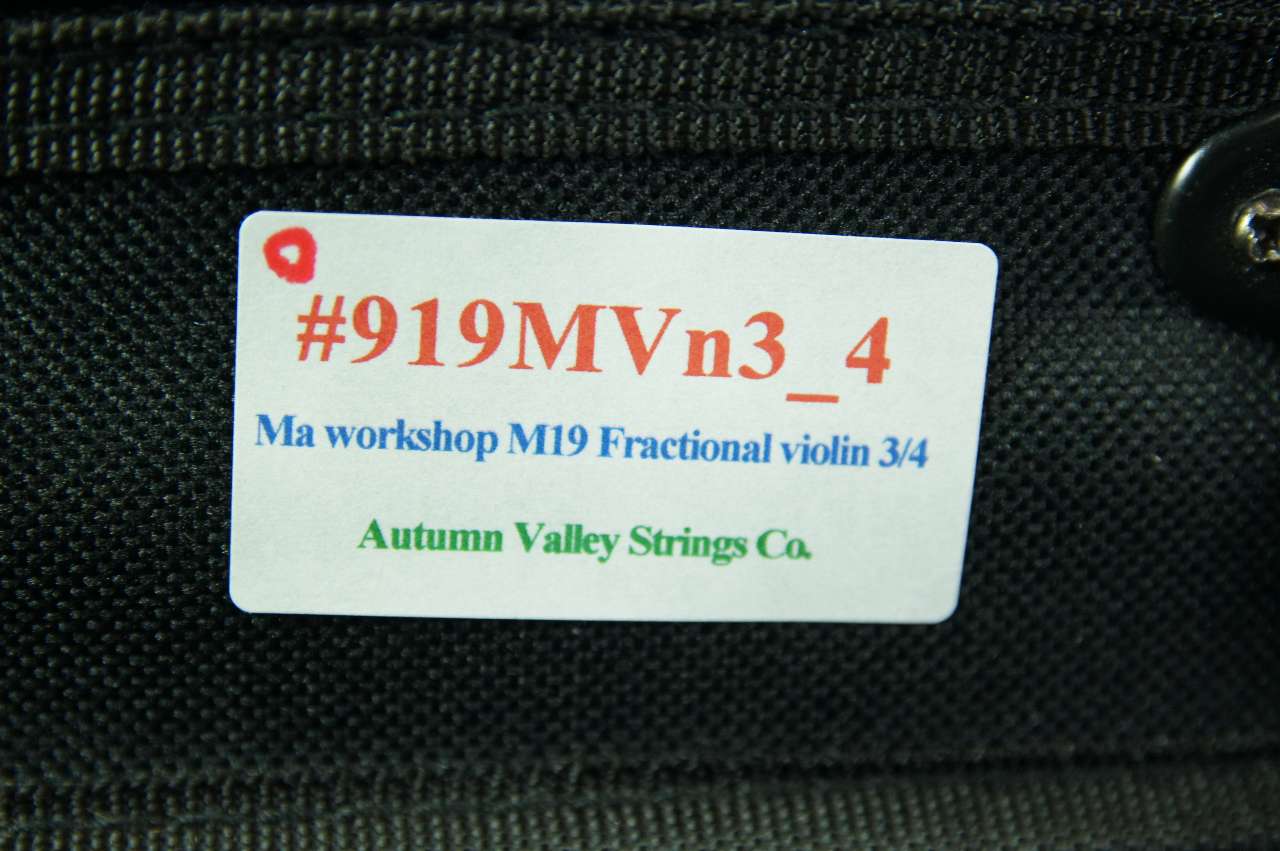 #919MVn3_4
Ma workshop M19 Fractional violin 3/4
Autumn Valley Strings Co.